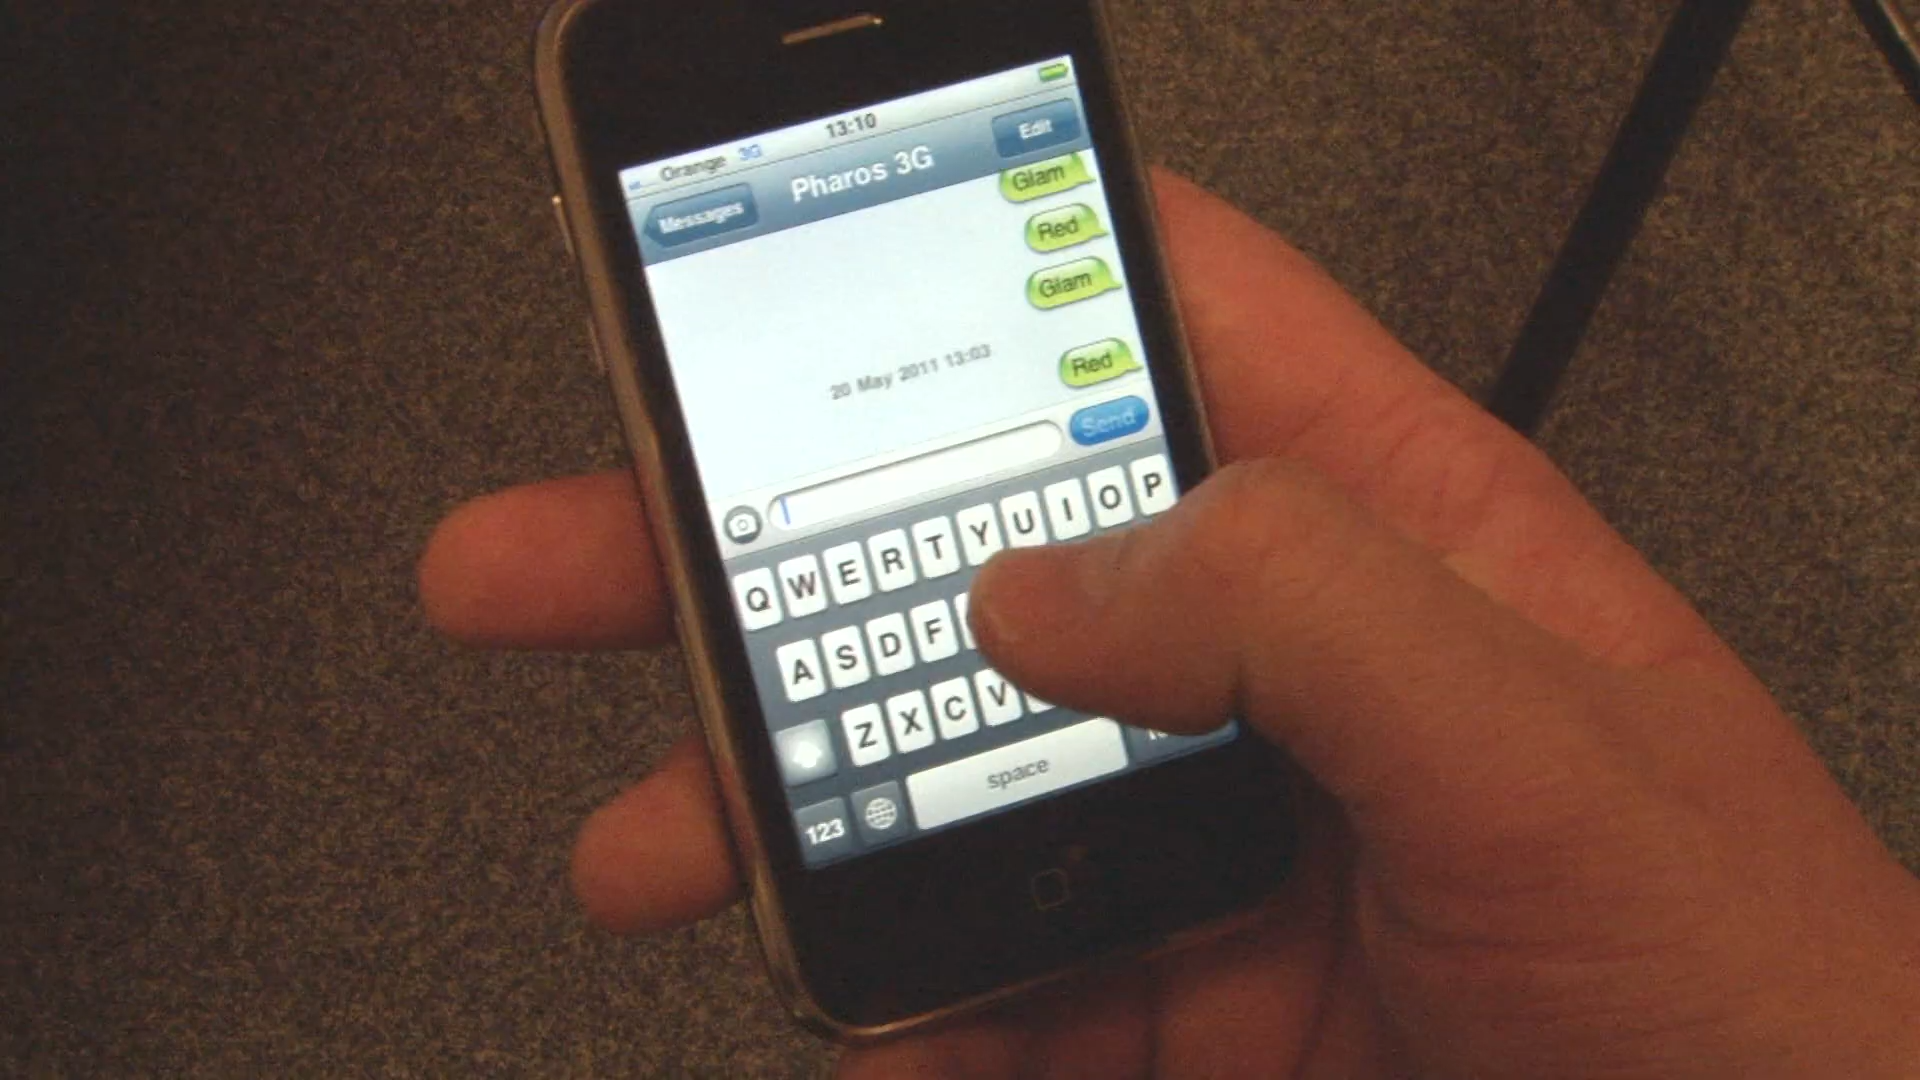 Orange 3G 13:10
Messages Pharos 3G Edit
Glam
Red
Glam
20 May 2011 13:03
Red
Send
Q W E R T Y U I O P
A S D F
Z X C V
123 space